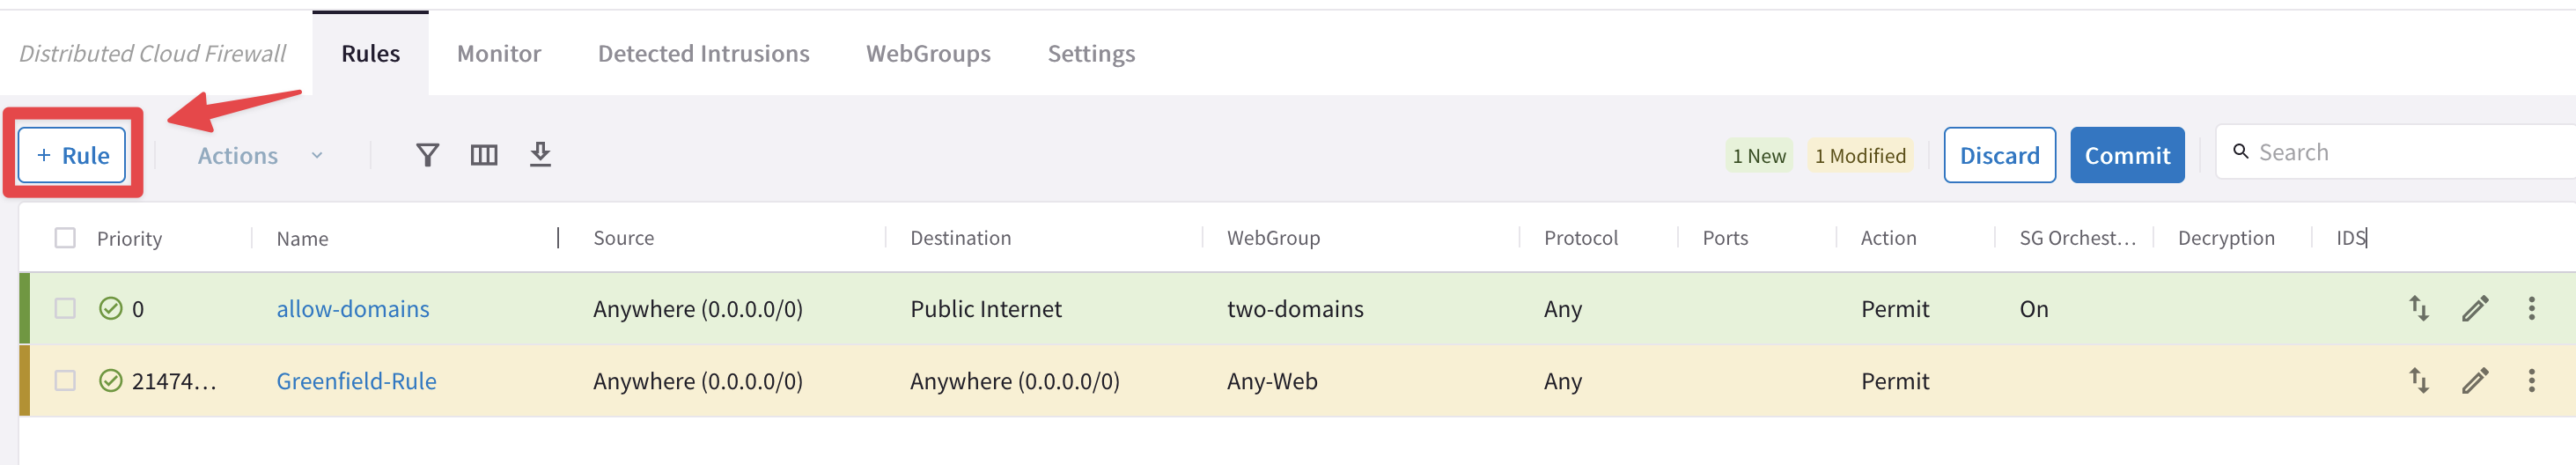 Distributed Cloud Firewall Rules Monitor Detected Intrusions WebGroups Settings
+ Rule Actions 1 New 1 Modified Discard Commit Search
Priority Name Source Destination WebGroup Protocol Ports Action SG Orchest... Decryption IDS
0 allow-domains Anywhere (0.0.0.0/0) Public Internet two-domains Any Permit On
21474... Greenfield-Rule Anywhere (0.0.0.0/0) Anywhere (0.0.0.0/0) Any-Web Any Permit